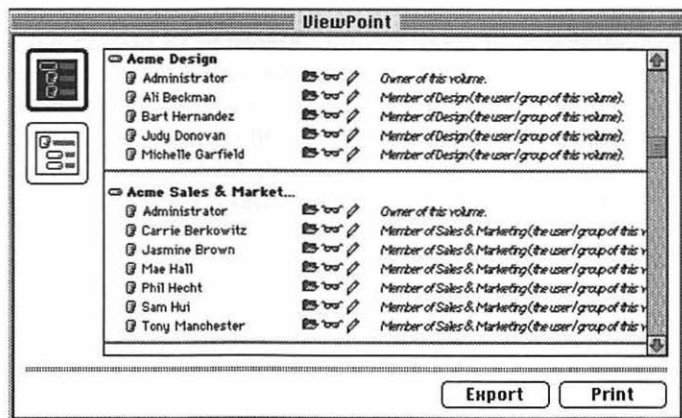 ViewPoint
Acme Design
Administrator Owner of this volume.
Ali Beckman Member of Design (the user/group of this volume).
Bart Hernandez Member of Design (the user/group of this volume).
Judy Donovan Member of Design (the user/group of this volume).
Michelle Garfield Member of Design (the user/group of this volume).
Acme Sales & Market...
Administrator Owner of this volume.
Carrie Berkowitz Member of Sales & Marketing (the user/group of this v
Jasmine Brown Member of Sales & Marketing (the user/group of this v
Mae Hall Member of Sales & Marketing (the user/group of this v
Phil Hecht Member of Sales & Marketing (the user/group of this v
Sam Hui Member of Sales & Marketing (the user/group of this v
Tony Manchester Member of Sales & Marketing (the user/group of this v
Export Print